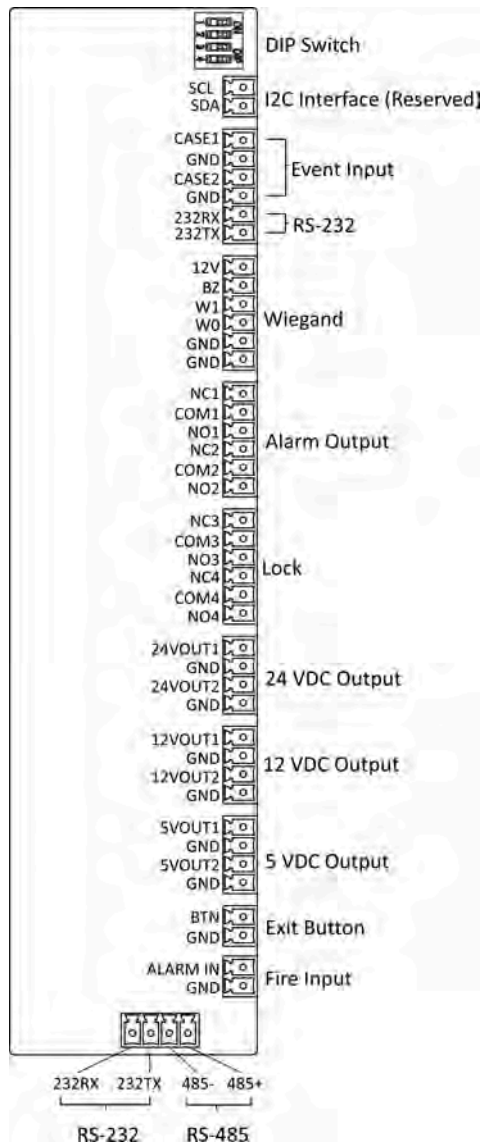 DIP Switch
SCL
SDA
I2C Interface (Reserved)
CASE1
GND
CASE2
GND
Event Input
232RX
232TX
RS-232
12V
BZ
W1
W0
GND
GND
Wiegand
NC1
COM1
NO1
NC2
COM2
NO2
Alarm Output
NC3
COM3
NO3
NC4
COM4
NO4
Lock
24VOUT1
GND
24VOUT2
GND
24 VDC Output
12VOUT1
GND
12VOUT2
GND
12 VDC Output
5VOUT1
GND
5VOUT2
GND
5 VDC Output
BTN
GND
Exit Button
ALARM IN
GND
Fire Input
232RX 232TX 485- 485+
RS-232 RS-485